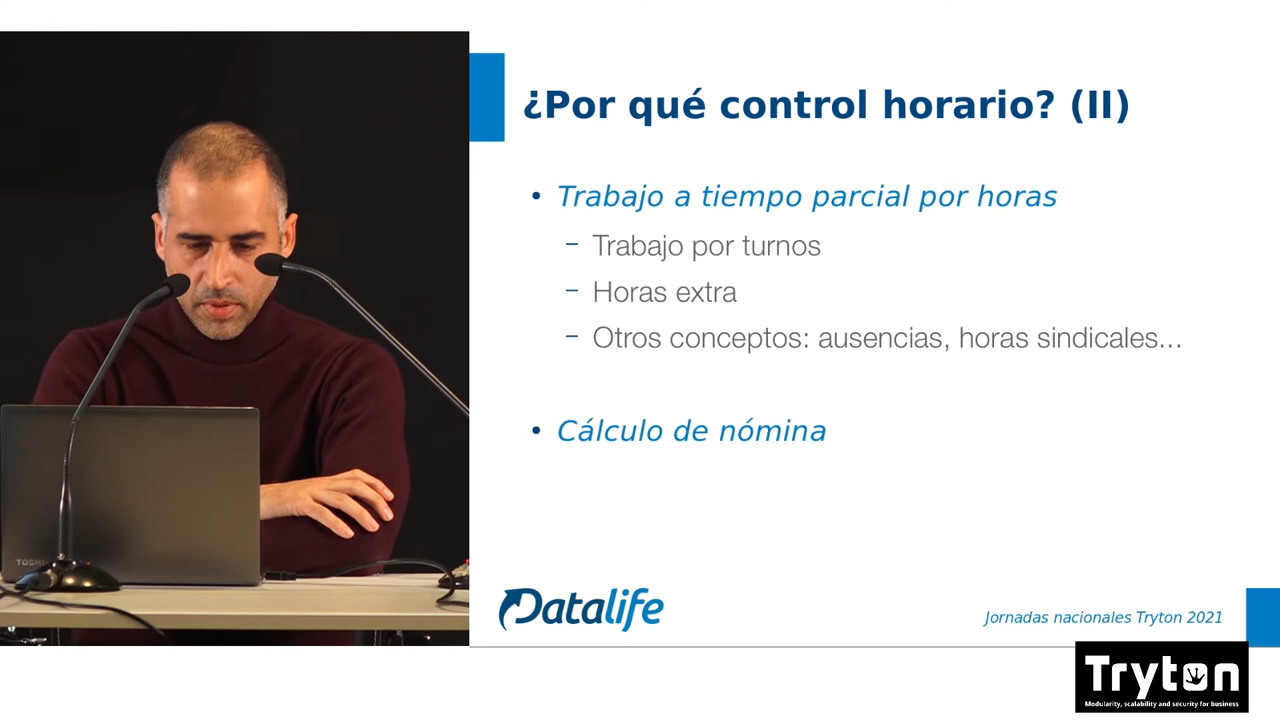 ¿Por qué control horario? (II)
• Trabajo a tiempo parcial por horas
– Trabajo por turnos
– Horas extra
– Otros conceptos: ausencias, horas sindicales...
• Cálculo de nómina
TOSHI
Datalife
Jornadas nacionales Tryton 2021
Tryton
Modularity, scalability and security for business